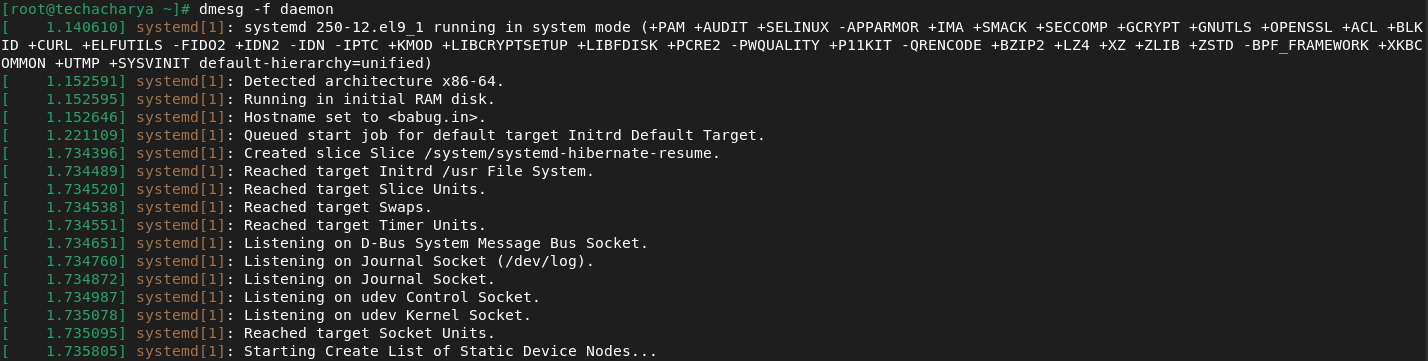 [root@techacharya ~]# dmesg -f daemon
[    1.140610] systemd[1]: systemd 250-12.el9_1 running in system mode (+PAM +AUDIT +SELINUX -APPARMOR +IMA +SMACK +SECCOMP +GCRYPT +GNUTLS +OPENSSL +ACL +BLK
ID +CURL +ELFUTILS -FIDO2 +IDN2 -IDN -IPTC +KMOD +LIBCRYPTSETUP +LIBFDISK +PCRE2 -PWQUALITY +P11KIT -QRENCODE +BZIP2 +LZ4 +XZ +ZLIB +ZSTD -BPF_FRAMEWORK +XKBC
OMMON +UTMP +SYSVINIT default-hierarchy=unified)
[    1.152591] systemd[1]: Detected architecture x86-64.
[    1.152595] systemd[1]: Running in initial RAM disk.
[    1.152646] systemd[1]: Hostname set to <babug.in>.
[    1.221109] systemd[1]: Queued start job for default target Initrd Default Target.
[    1.734396] systemd[1]: Created slice Slice /system/systemd-hibernate-resume.
[    1.734489] systemd[1]: Reached target Initrd /usr File System.
[    1.734520] systemd[1]: Reached target Slice Units.
[    1.734538] systemd[1]: Reached target Swaps.
[    1.734551] systemd[1]: Reached target Timer Units.
[    1.734651] systemd[1]: Listening on D-Bus System Message Bus Socket.
[    1.734760] systemd[1]: Listening on Journal Socket (/dev/log).
[    1.734872] systemd[1]: Listening on Journal Socket.
[    1.734987] systemd[1]: Listening on udev Control Socket.
[    1.735078] systemd[1]: Listening on udev Kernel Socket.
[    1.735095] systemd[1]: Reached target Socket Units.
[    1.735805] systemd[1]: Starting Create List of Static Device Nodes...